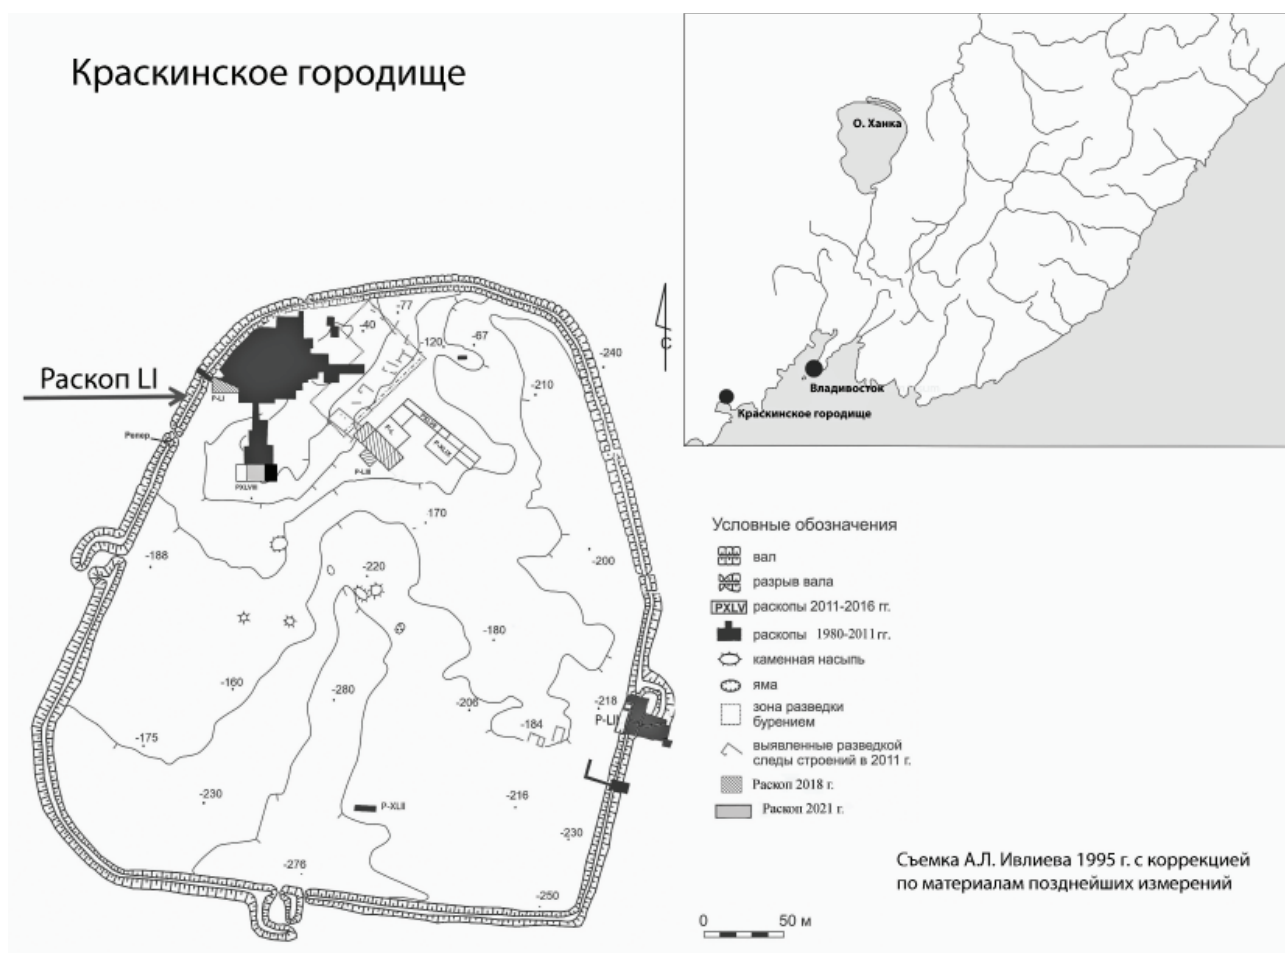 Краскинское городище
О. Ханка
Владивосток
Краскинское городище
С
Раскоп LI
Р-LI
Репер
РXLVIII
-40
-77
-120
-67
-240
-210
Р-L
Р-XLIX
Р-LIII
-170
-188
-220
-200
-180
-160
-280
-206
-218
Р-LII
-184
-175
-230
Р-XLII
-216
-230
-276
-250
Условные обозначения
вал
разрыв вала
PXLV раскопы 2011-2016 гг.
раскопы 1980-2011 гг.
каменная насыпь
яма
зона разведки
бурением
выявленные разведкой
следы строений в 2011 г.
Раскоп 2018 г.
Раскоп 2021 г.
Съемка А.Л. Ивлиева 1995 г. с коррекцией
по материалам позднейших измерений
0 50 м